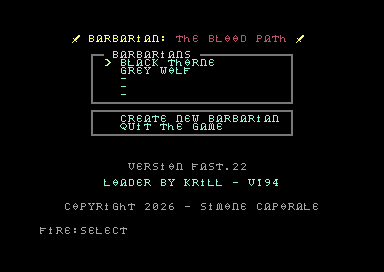 BARBARIAN: THE BLOOD PATH
BARBARIANS
> BLACK THORNE
GREY WOLF
-
-
-
CREATE NEW BARBARIAN
QUIT THE GAME
VERSION FAST.22
LOADER BY KRILL - V194
COPYRIGHT 2026 - SIMONE CAPORALE
FIRE:SELECT